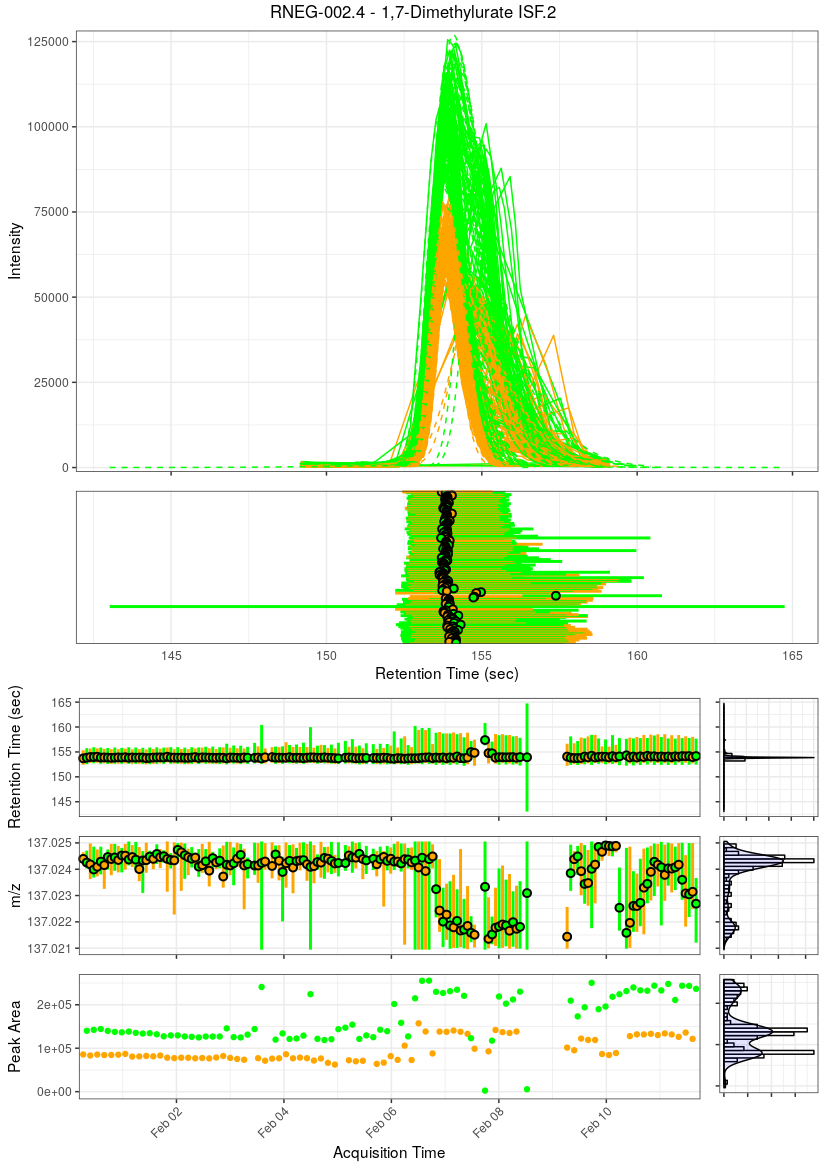 RNEG-002.4 - 1,7-Dimethylurate ISF.2
125000
100000
75000
50000
25000
0
Intensity
145 150 155 160 165
Retention Time (sec)
165
160
155
150
145
Retention Time (sec)
137.025
137.024
137.023
137.022
137.021
m/z
2e+05
1e+05
0e+00
Peak Area
Feb 02 Feb 04 Feb 06 Feb 08 Feb 10
Acquisition Time